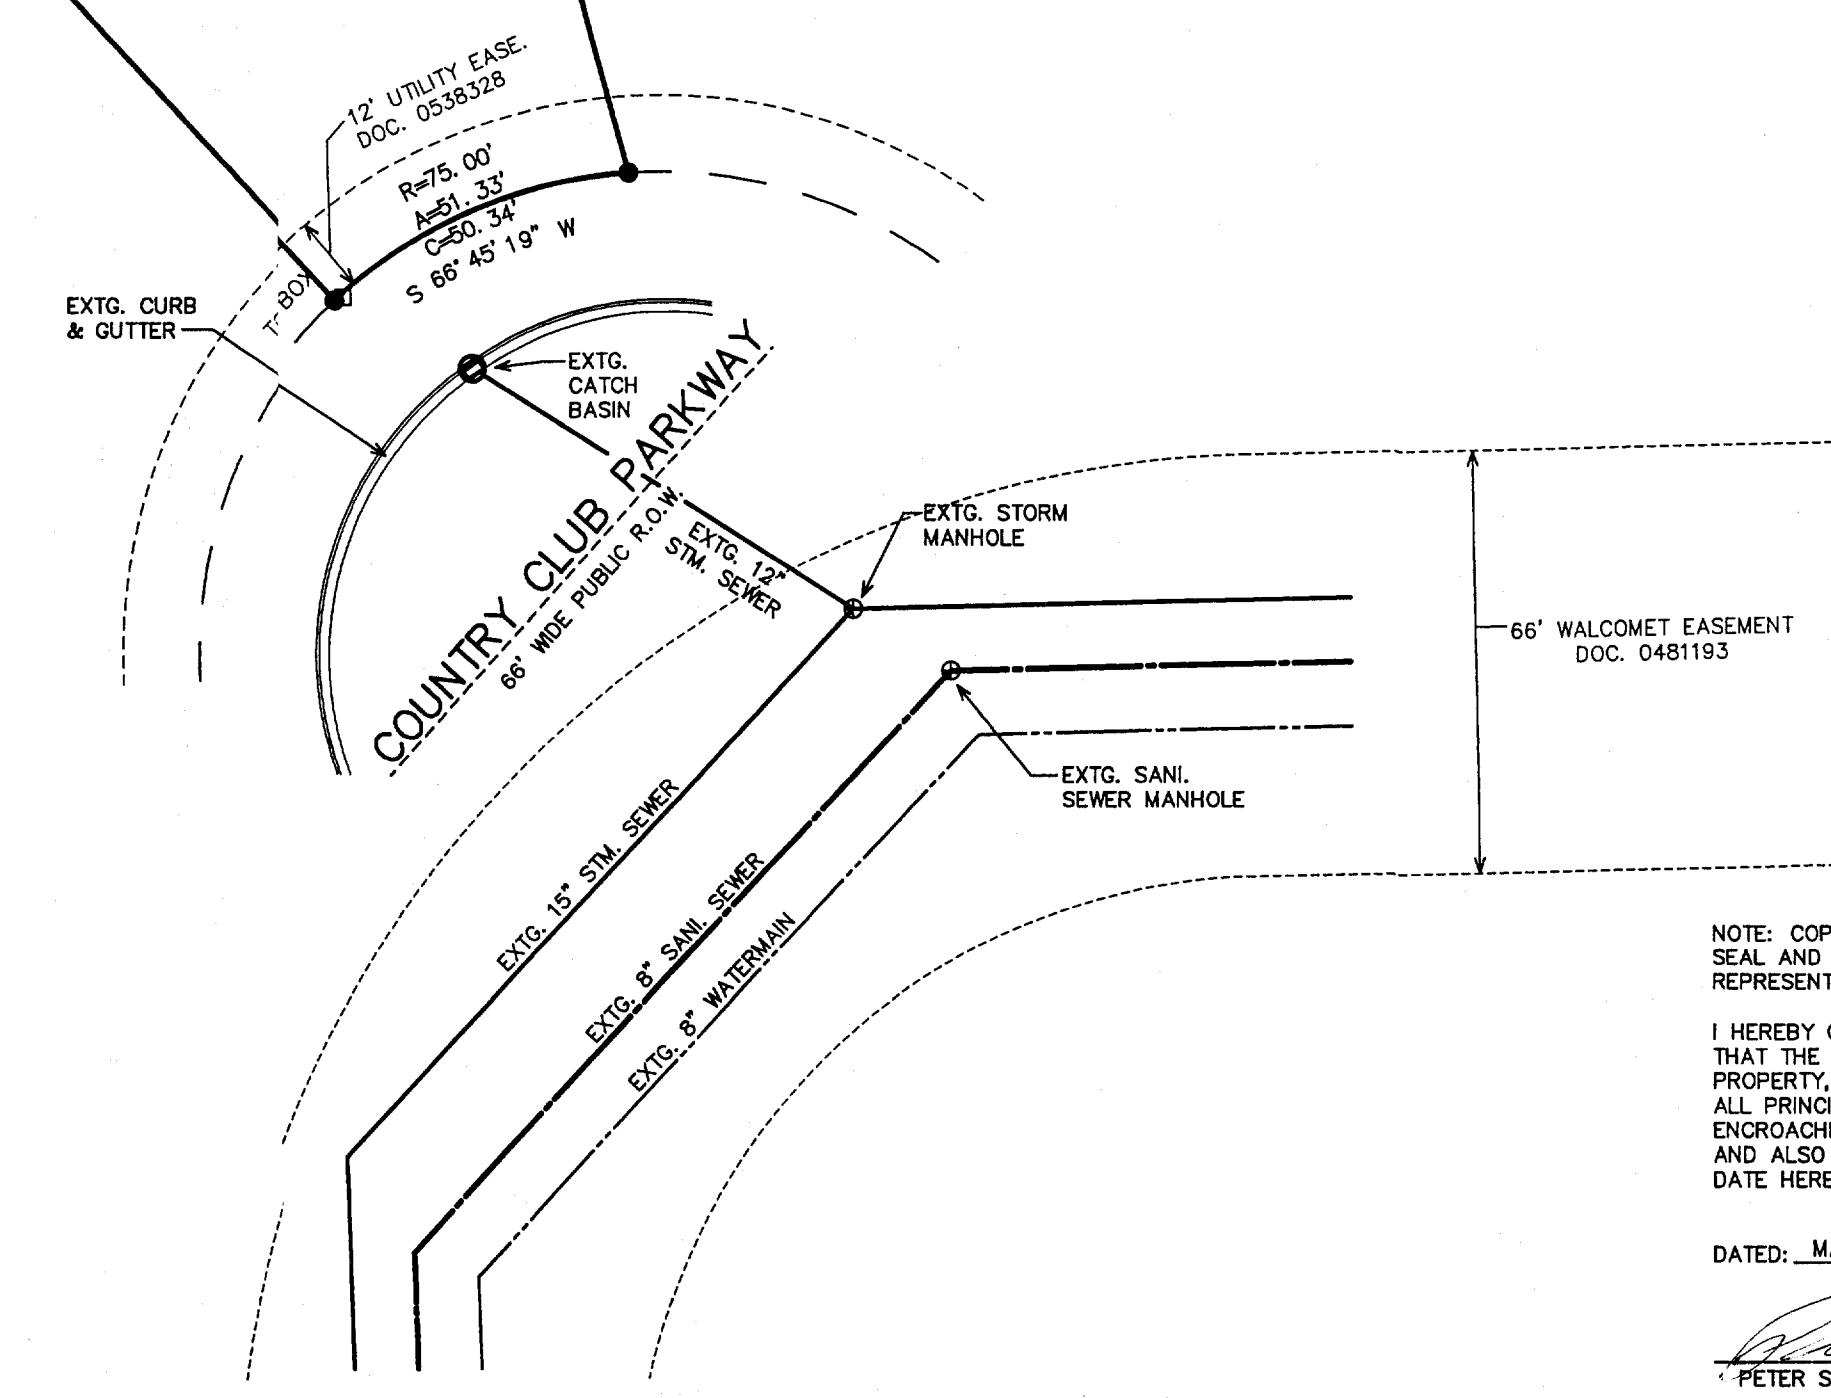 12' UTILITY EASE.
DOC. 0538328
R=75.00'
A=51.33'
C=50.34'
S 66° 45' 19" W
BOX
EXTG. CURB
& GUTTER
EXTG.
CATCH
BASIN
COUNTRY CLUB PARKWAY
66' WIDE PUBLIC R.O.W.
EXTG. 12"
STM. SEWER
EXTG. STORM
MANHOLE
66' WALCOMET EASEMENT
DOC. 0481193
EXTG. SANI.
SEWER MANHOLE
EXTG. 15" STM. SEWER
EXTG. 8" SANI. SEWER
EXTG. 8" WATERMAIN
NOTE: COP
SEAL AND
REPRESENT
I HEREBY
THAT THE
PROPERTY,
ALL PRINCI
ENCROACH
AND ALSO
DATE HERE
DATED: M
PETER S